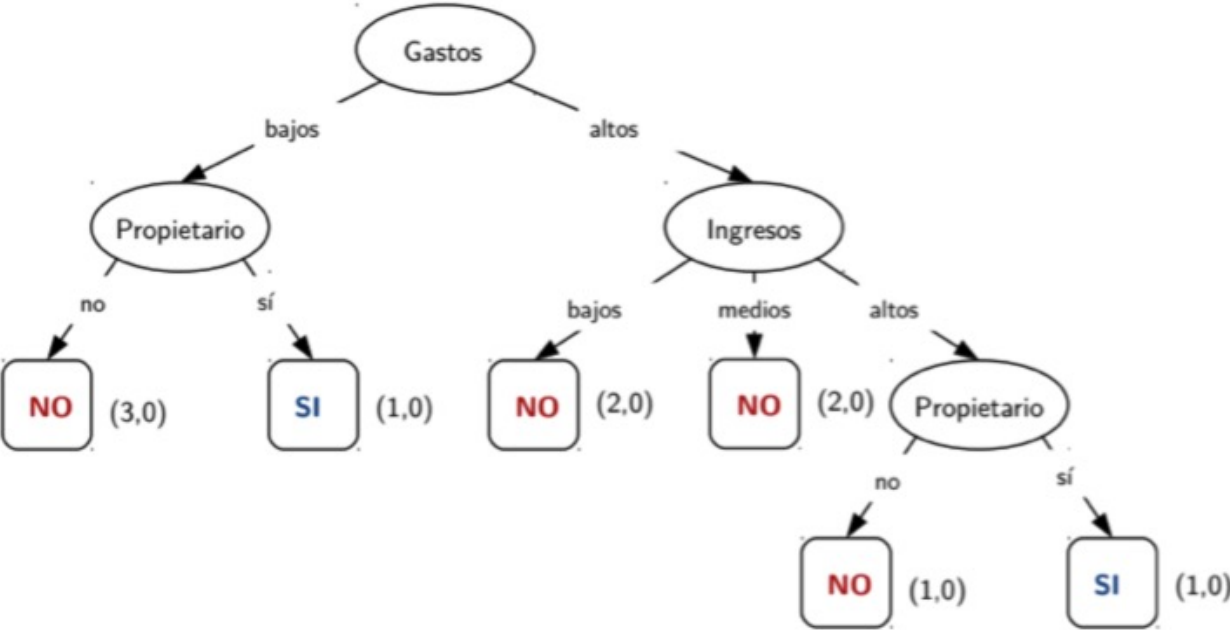 Gastos
bajos
altos
Propietario
Ingresos
no
sí
bajos
medios
altos
NO (3,0)
SI (1,0)
NO (2,0)
NO (2,0)
Propietario
no
sí
NO (1,0)
SI (1,0)